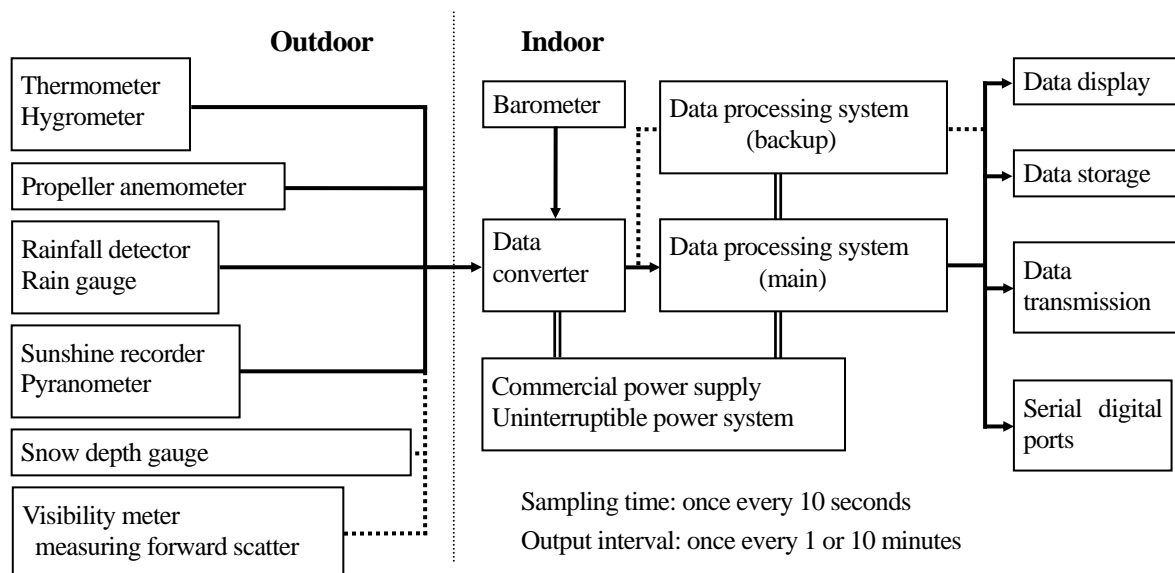 Outdoor
Indoor
Thermometer
Hygrometer
Propeller anemometer
Rainfall detector
Rain gauge
Sunshine recorder
Pyranometer
Snow depth gauge
Visibility meter
measuring forward scatter
Barometer
Data
converter
Data processing system
(backup)
Data processing system
(main)
Commercial power supply
Uninterruptible power system
Data display
Data storage
Data
transmission
Serial digital
ports
Sampling time: once every 10 seconds
Output interval: once every 1 or 10 minutes